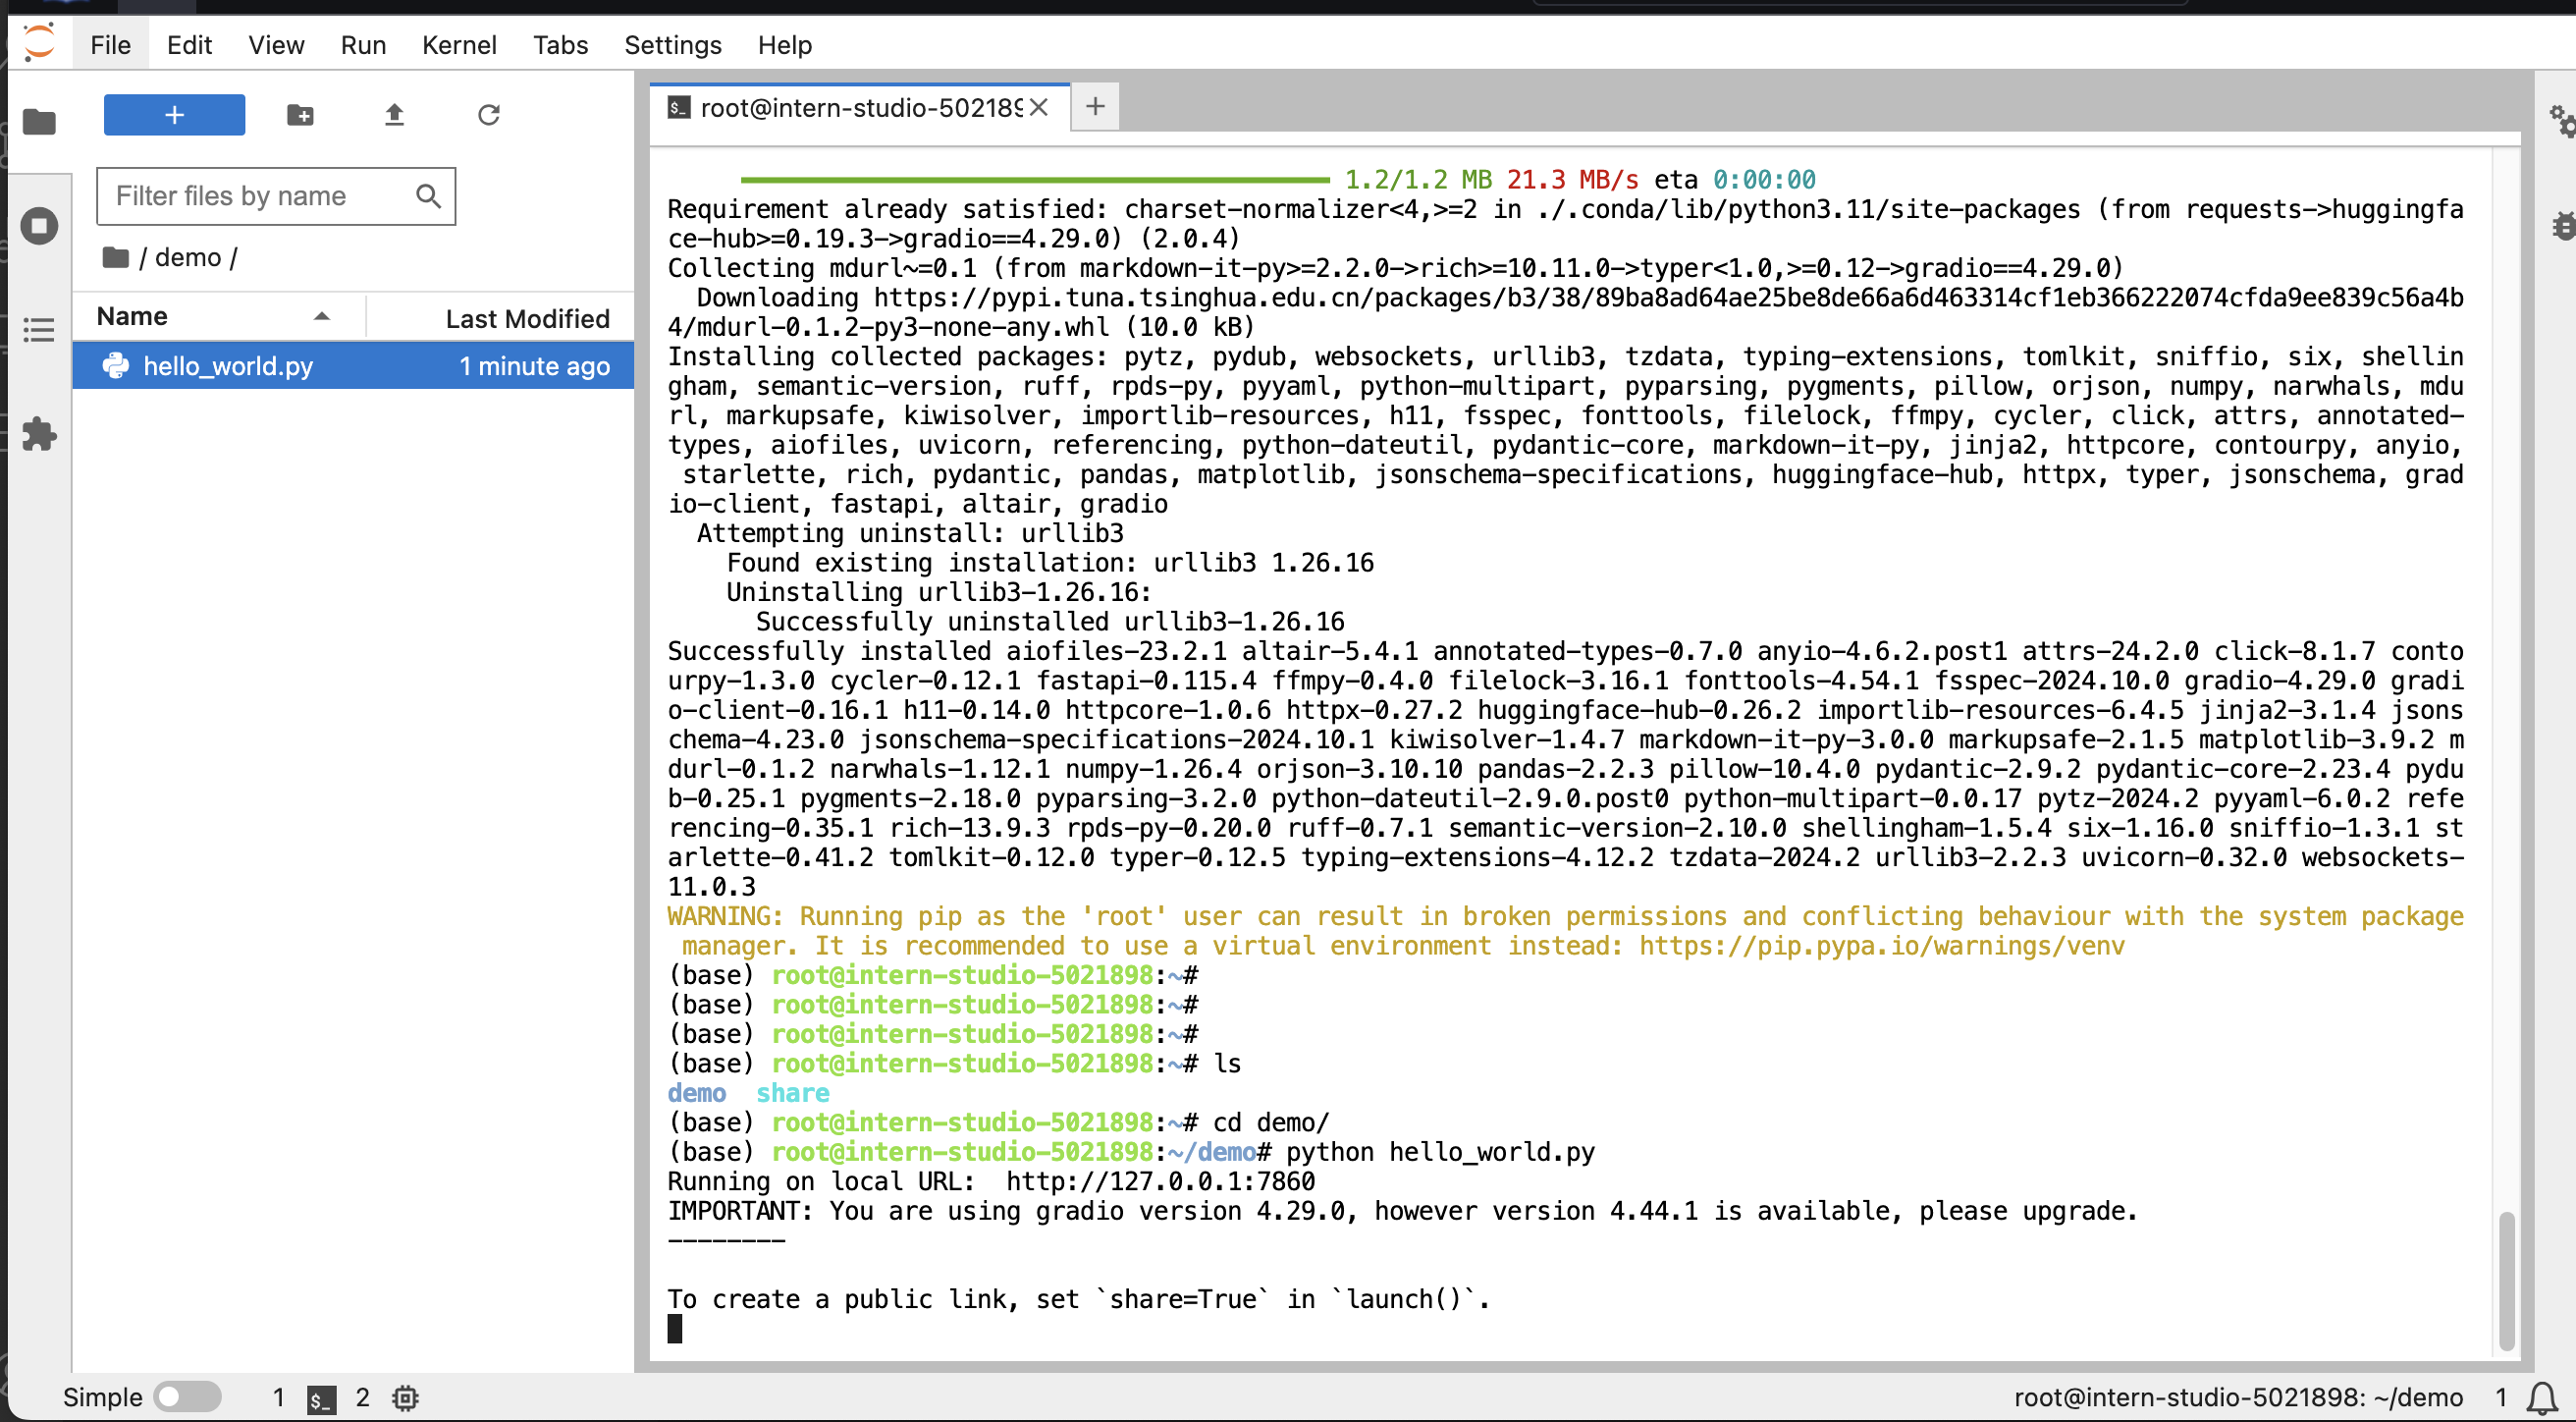 File Edit View Run Kernel Tabs Settings Help
+
Filter files by name
/ demo /
Name Last Modified
hello_world.py 1 minute ago
$_ root@intern-studio-502189 +
1.2/1.2 MB 21.3 MB/s eta 0:00:00
Requirement already satisfied: charset-normalizer<4,>=2 in ./.conda/lib/python3.11/site-packages (from requests->huggingfa
ce-hub>=0.19.3->gradio==4.29.0) (2.0.4)
Collecting mdurl~=0.1 (from markdown-it-py>=2.2.0->rich>=10.11.0->typer<1.0,>=0.12->gradio==4.29.0)
  Downloading https://pypi.tuna.tsinghua.edu.cn/packages/b3/38/89ba8ad64ae25be8de66a6d463314cf1eb366222074cfda9ee839c56a4b
4/mdurl-0.1.2-py3-none-any.whl (10.0 kB)
Installing collected packages: pytz, pydub, websockets, urllib3, tzdata, typing-extensions, tomlkit, sniffio, six, shellin
gham, semantic-version, ruff, rpds-py, pyyaml, python-multipart, pyparsing, pygments, pillow, orjson, numpy, narwhals, mdu
rl, markupsafe, kiwisolver, importlib-resources, h11, fsspec, fonttools, filelock, ffmpy, cycler, click, attrs, annotated-
types, aiofiles, uvicorn, referencing, python-dateutil, pydantic-core, markdown-it-py, jinja2, httpcore, contourpy, anyio,
 starlette, rich, pydantic, pandas, matplotlib, jsonschema-specifications, huggingface-hub, httpx, typer, jsonschema, grad
io-client, fastapi, altair, gradio
  Attempting uninstall: urllib3
    Found existing installation: urllib3 1.26.16
    Uninstalling urllib3-1.26.16:
      Successfully uninstalled urllib3-1.26.16
Successfully installed aiofiles-23.2.1 altair-5.4.1 annotated-types-0.7.0 anyio-4.6.2.post1 attrs-24.2.0 click-8.1.7 conto
urpy-1.3.0 cycler-0.12.1 fastapi-0.115.4 ffmpy-0.4.0 filelock-3.16.1 fonttools-4.54.1 fsspec-2024.10.0 gradio-4.29.0 gradi
o-client-0.16.1 h11-0.14.0 httpcore-1.0.6 httpx-0.27.2 huggingface-hub-0.26.2 importlib-resources-6.4.5 jinja2-3.1.4 jsons
chema-4.23.0 jsonschema-specifications-2024.10.1 kiwisolver-1.4.7 markdown-it-py-3.0.0 markupsafe-2.1.5 matplotlib-3.9.2 m
durl-0.1.2 narwhals-1.12.1 numpy-1.26.4 orjson-3.10.10 pandas-2.2.3 pillow-10.4.0 pydantic-2.9.2 pydantic-core-2.23.4 pydu
b-0.25.1 pygments-2.18.0 pyparsing-3.2.0 python-dateutil-2.9.0.post0 python-multipart-0.0.17 pytz-2024.2 pyyaml-6.0.2 refe
rencing-0.35.1 rich-13.9.3 rpds-py-0.20.0 ruff-0.7.1 semantic-version-2.10.0 shellingham-1.5.4 six-1.16.0 sniffio-1.3.1 st
arlette-0.41.2 tomlkit-0.12.0 typer-0.12.5 typing-extensions-4.12.2 tzdata-2024.2 urllib3-2.2.3 uvicorn-0.32.0 websockets-
11.0.3
WARNING: Running pip as the 'root' user can result in broken permissions and conflicting behaviour with the system package
 manager. It is recommended to use a virtual environment instead: https://pip.pypa.io/warnings/venv
(base) root@intern-studio-5021898:~#
(base) root@intern-studio-5021898:~#
(base) root@intern-studio-5021898:~#
(base) root@intern-studio-5021898:~# ls
demo  share
(base) root@intern-studio-5021898:~# cd demo/
(base) root@intern-studio-5021898:~/demo# python hello_world.py
Running on local URL:  http://127.0.0.1:7860
IMPORTANT: You are using gradio version 4.29.0, however version 4.44.1 is available, please upgrade.
--------
To create a public link, set `share=True` in `launch()`.
Simple 1 $_ 2 root@intern-studio-5021898: ~/demo 1